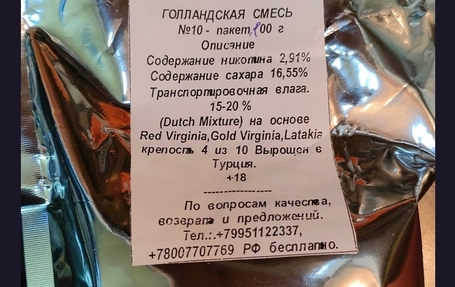 ГОЛЛАНДСКАЯ СМЕСЬ
№10 - пакет,100 г
Описание
Содержание никотина 2,91%
Содержание сахара 16,55%
Транспортировочная влага.
15-20 %
(Dutch Mixture) на основе
Red Virginia,Gold Virginia,Latakia
крепость 4 из 10 Вырощен в
Турция.
+18
----------------
По вопросам качества,
возврата и предложений.
Тел.:.+79951122337,
+78007707769 РФ бесплатно.